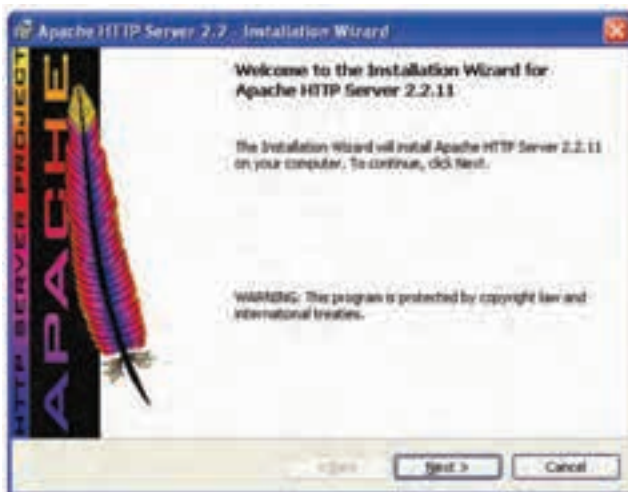 Apache HTTP Server 2.2 - Installation Wizard
HTTP SERVER PROJECT
APACHE
Welcome to the Installation Wizard for
Apache HTTP Server 2.2.11
The Installation Wizard will install Apache HTTP Server 2.2.11
on your computer. To continue, click Next.
WARNING: This program is protected by copyright law and
international treaties.
< Back
Next >
Cancel